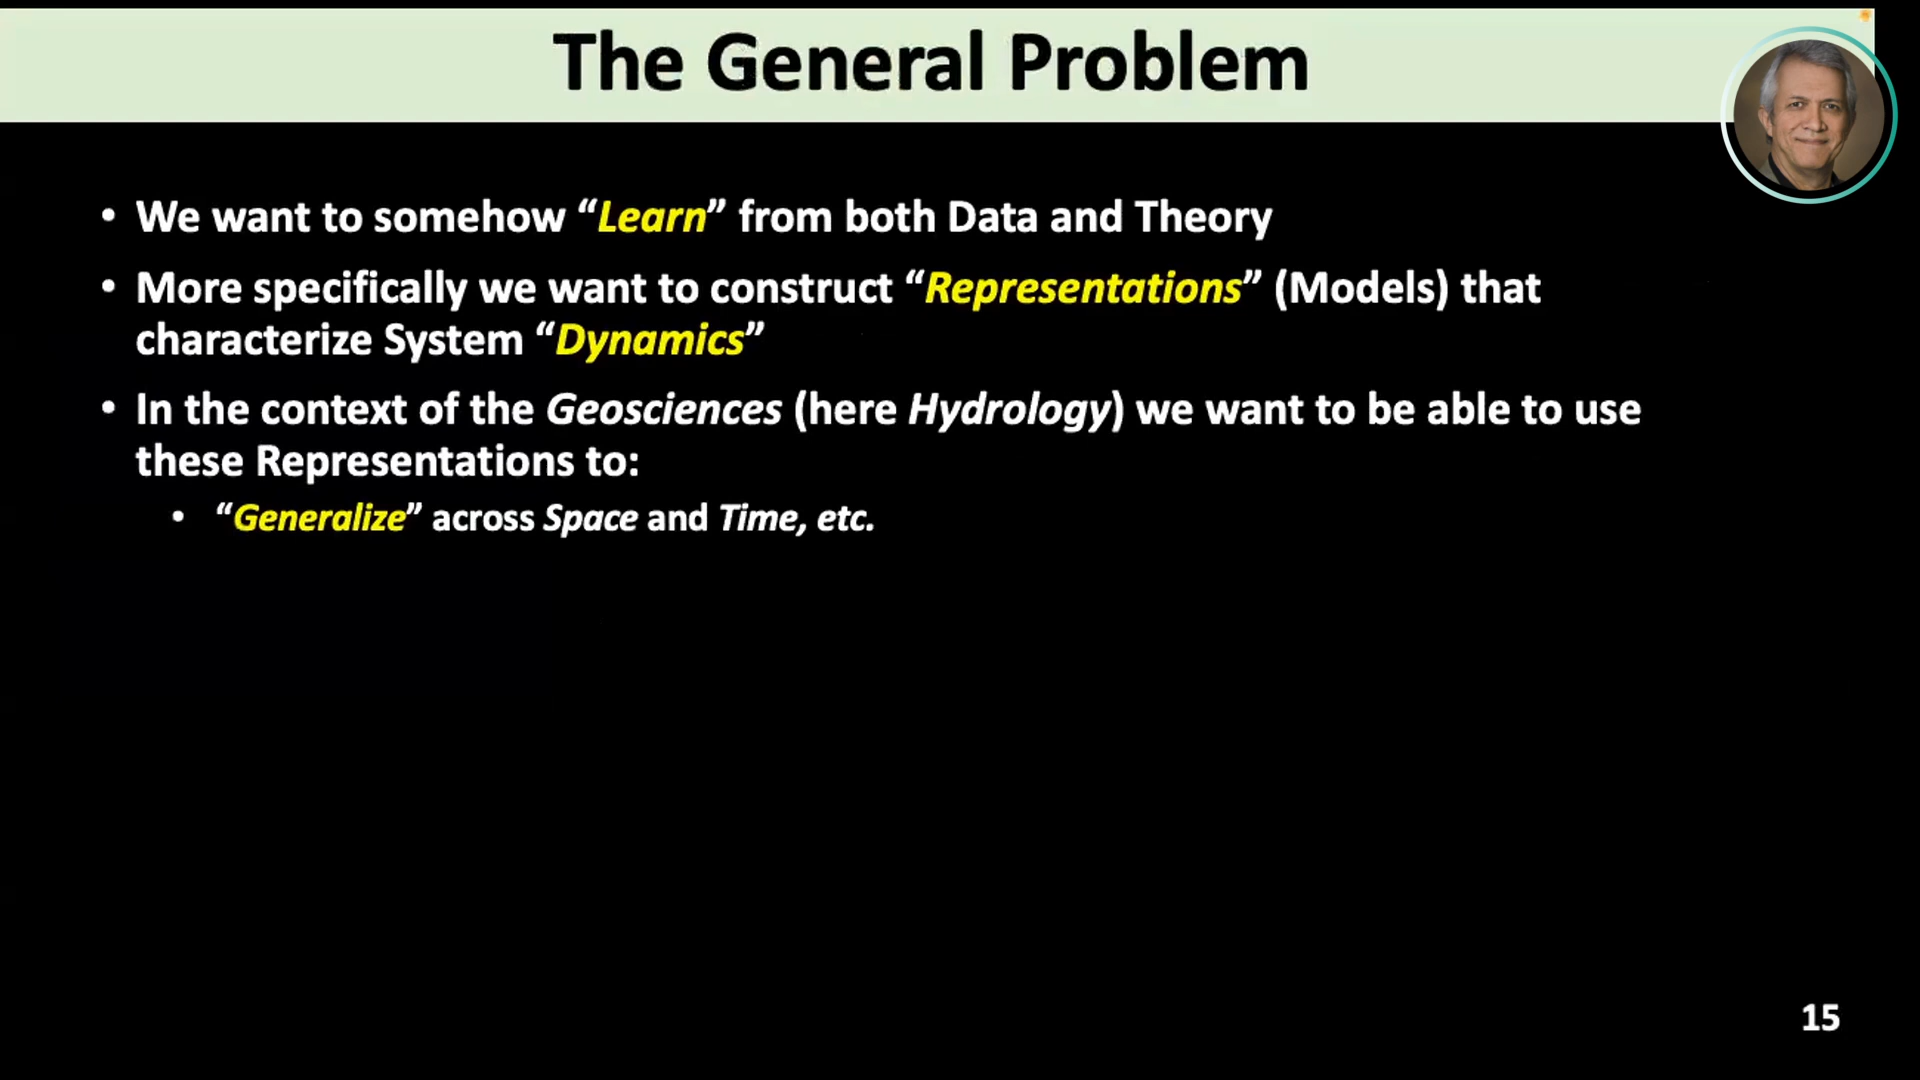 The General Problem
• We want to somehow “Learn” from both Data and Theory
• More specifically we want to construct “Representations” (Models) that
characterize System “Dynamics”
• In the context of the Geosciences (here Hydrology) we want to be able to use
these Representations to:
• “Generalize” across Space and Time, etc.
15